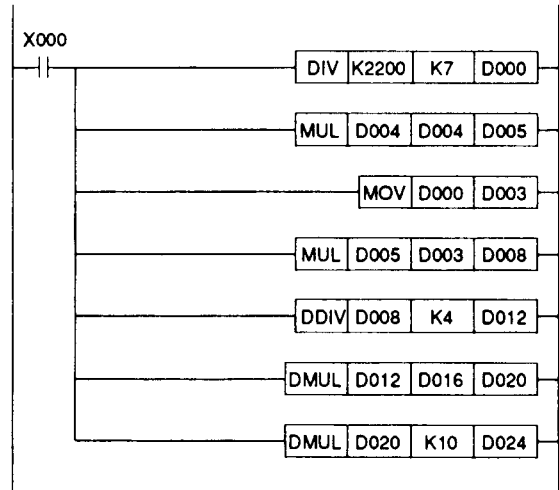 X000
DIV K2200 K7 D000
MUL D004 D004 D005
MOV D000 D003
MUL D005 D003 D008
DDIV D008 K4 D012
DMUL D012 D016 D020
DMUL D020 K10 D024